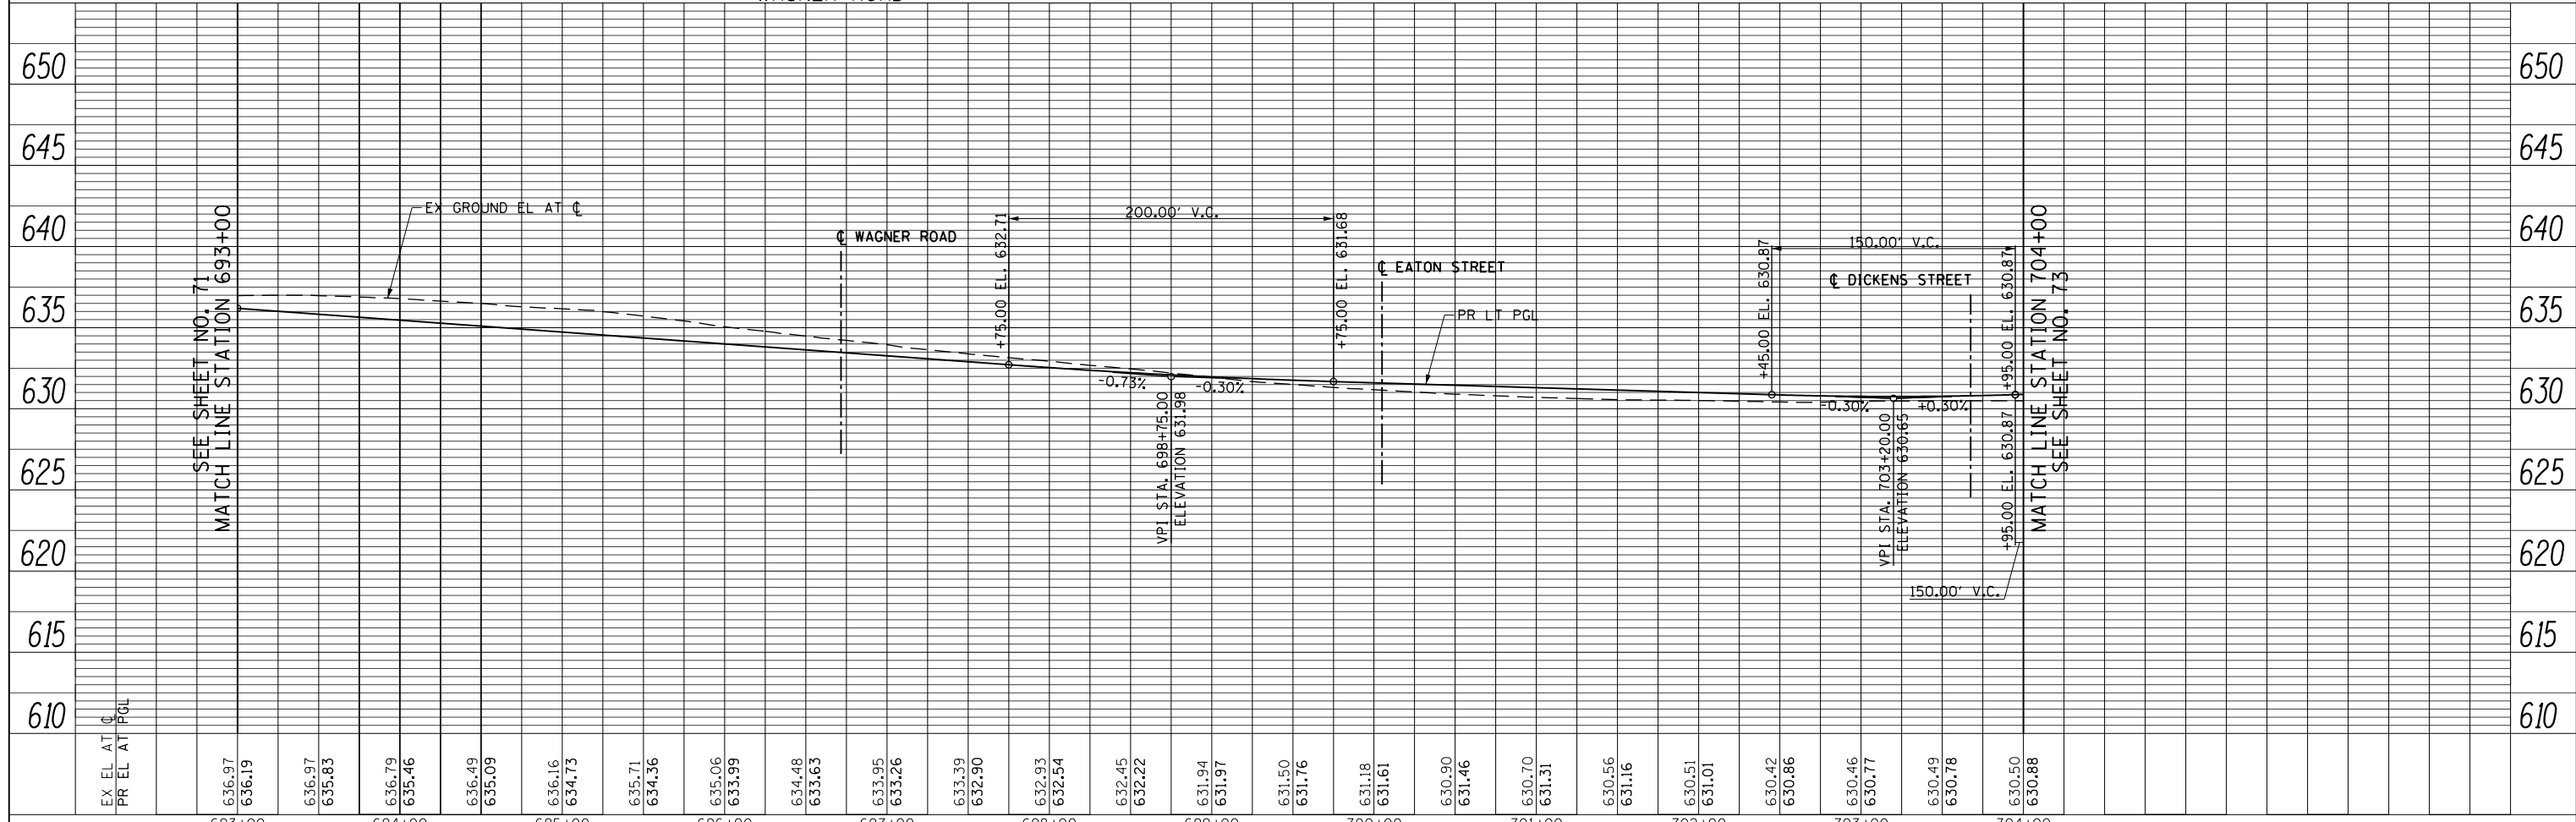 650
645
640
635
630
625
620
615
610
SEE SHEET NO. 71
MATCH LINE STATION 693+00
EX GROUND EL AT ℄
℄ WAGNER ROAD
+75.00 EL. 632.71
200.00' V.C.
+75.00 EL. 631.68
-0.73%
-0.30%
VPI STA. 698+75.00
ELEVATION 631.98
℄ EATON STREET
PR LT PGL
+45.00 EL. 630.87
150.00' V.C.
℄ DICKENS STREET
-0.30%
+0.30%
VPI STA. 703+20.00
ELEVATION 630.65
+95.00 EL. 630.87
+95.00 EL. 630.87
150.00' V.C.
MATCH LINE STATION 704+00
SEE SHEET NO. 73
650
645
640
635
630
625
620
615
610
EX EL AT ℄
PR EL AT PGL
636.97
636.19
636.97
635.83
636.79
635.46
636.49
635.09
636.16
634.73
635.71
634.36
635.06
633.99
634.48
633.63
633.95
633.26
633.39
632.90
632.93
632.54
632.45
632.22
631.94
631.97
631.50
631.76
631.18
631.61
630.90
631.46
630.70
631.31
630.56
631.16
630.51
631.01
630.42
630.86
630.46
630.77
630.49
630.78
630.50
630.88